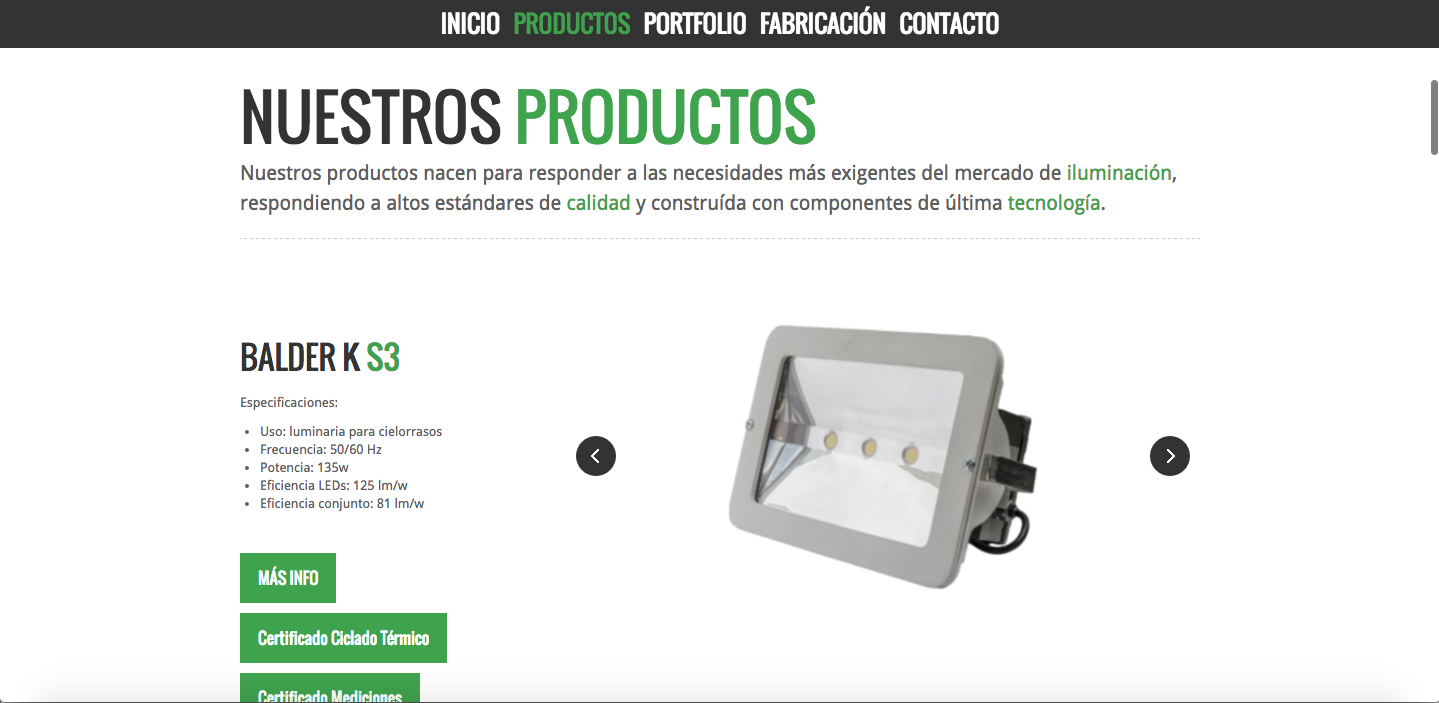 INICIO PRODUCTOS PORTFOLIO FABRICACIÓN CONTACTO
NUESTROS PRODUCTOS
Nuestros productos nacen para responder a las necesidades más exigentes del mercado de iluminación,
respondiendo a altos estándares de calidad y construída con componentes de última tecnología.
BALDER K S3
Especificaciones:
• Uso: luminaria para cielorrasos
• Frecuencia: 50/60 Hz
• Potencia: 135w
• Eficiencia LEDs: 125 lm/w
• Eficiencia conjunto: 81 lm/w
MÁS INFO
Certificado Ciclado Térmico
Certificado Mediciones